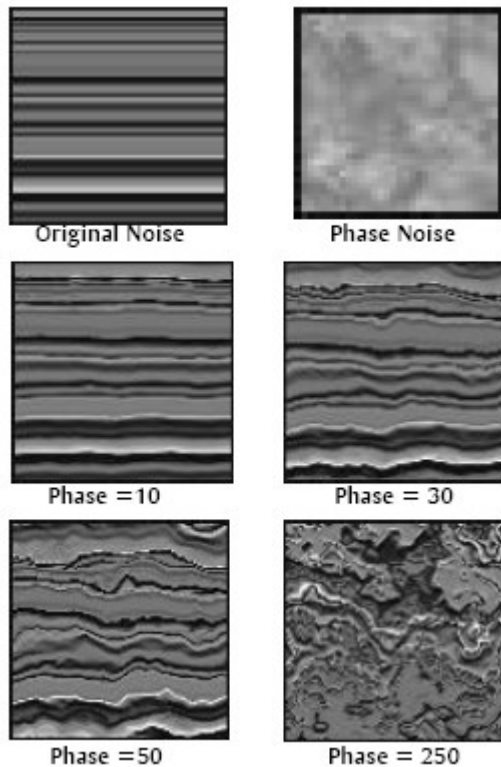 Original Noise
Phase Noise
Phase =10
Phase = 30
Phase =50
Phase = 250